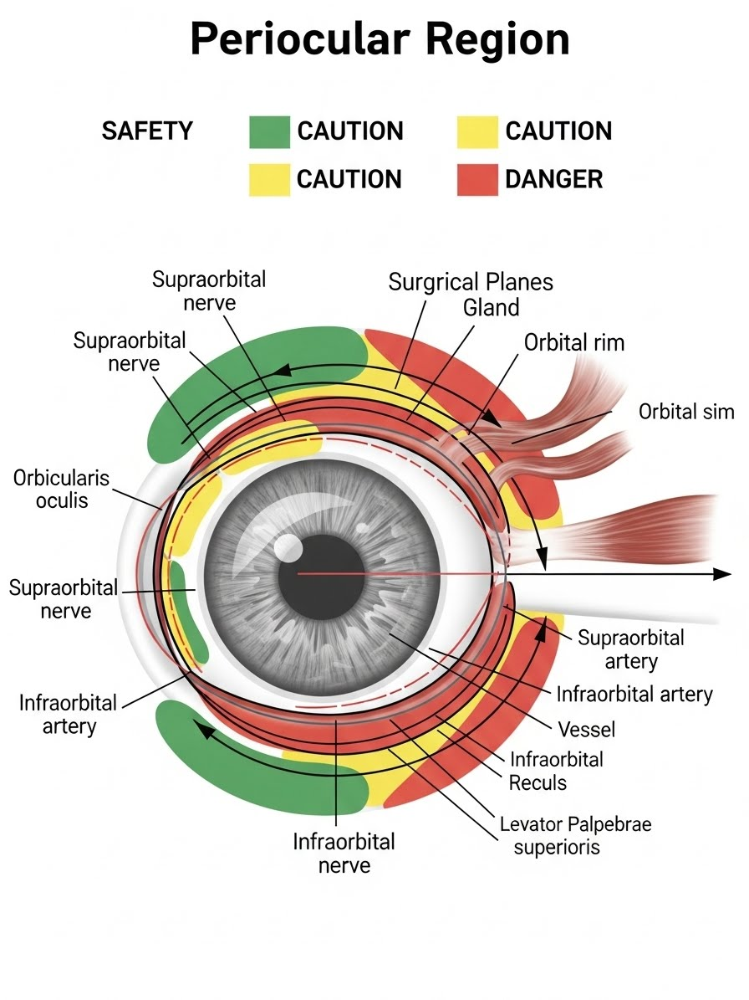 Periocular Region
SAFETY CAUTION CAUTION
CAUTION DANGER
Supraorbital
nerve
Surgrical Planes
Gland
Supraorbital
nerve
Orbital rim
Orbital sim
Orbicularis
oculis
Supraorbital
nerve
Supraorbital
artery
Infraorbital
artery
Infraorbital artery
Vessel
Infraorbital
Reculs
Levator Palpebrae
superioris
Infraorbital
nerve